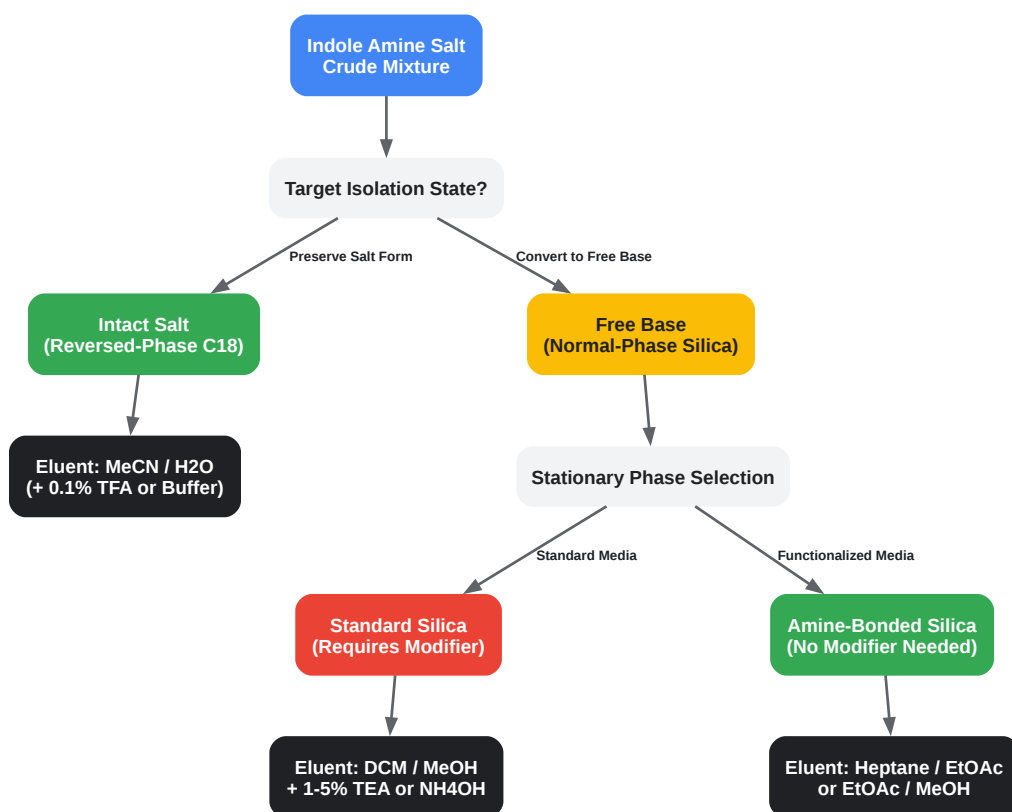 Indole Amine Salt
Crude Mixture
Target Isolation State?
Preserve Salt Form
Convert to Free Base
Intact Salt
(Reversed-Phase C18)
Free Base
(Normal-Phase Silica)
Eluent: MeCN / H2O
(+ 0.1% TFA or Buffer)
Stationary Phase Selection
Standard Media
Functionalized Media
Standard Silica
(Requires Modifier)
Amine-Bonded Silica
(No Modifier Needed)
Eluent: DCM / MeOH
+ 1-5% TEA or NH4OH
Eluent: Heptane / EtOAc
or EtOAc / MeOH